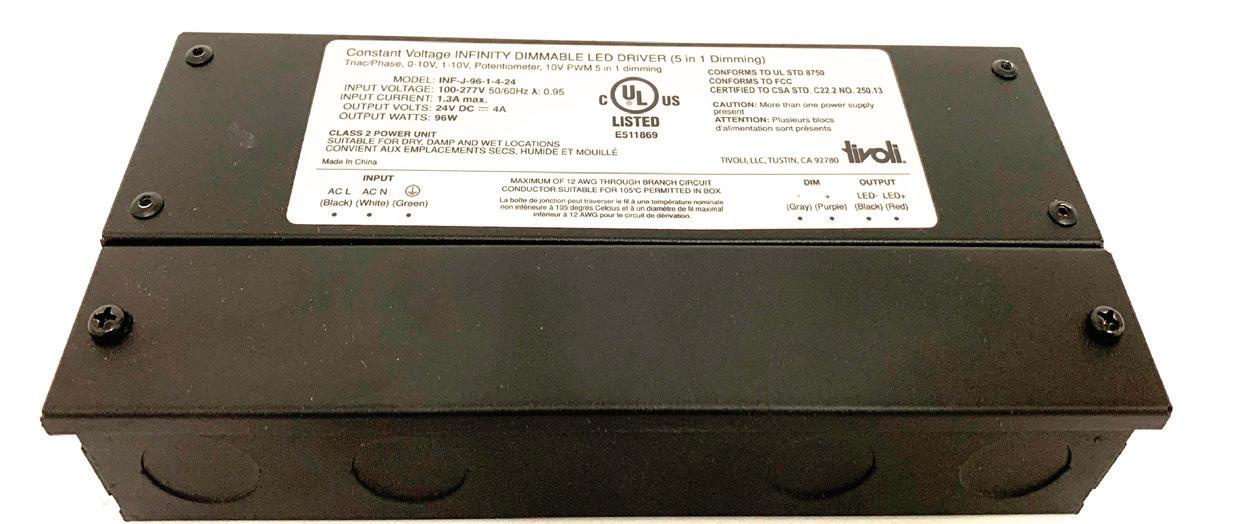 Constant Voltage INFINITY DIMMABLE LED DRIVER (5 in 1 Dimming)
Triac/Phase, 0-10V, 1-10V, Potentiometer, 10V PWM 5 in 1 dimming
MODEL: INF-J-96-1-4-24
INPUT VOLTAGE: 100-277V 50/60Hz λ: 0.95
INPUT CURRENT: 1.3A max.
OUTPUT VOLTS: 24V DC ⎓ 4A
OUTPUT WATTS: 96W
CLASS 2 POWER UNIT
SUITABLE FOR DRY, DAMP AND WET LOCATIONS
CONVIENT AUX EMPLACEMENTS SECS, HUMIDE ET MOUILLÉ
Made In China
C UL US
LISTED
E511869
CONFORMS TO UL STD 8750
CONFORMS TO FCC
CERTIFIED TO CSA STD. C22.2 NO. 250.13
CAUTION: More than one power supply
present
ATTENTION: Plusieurs blocs
d'alimentation sont présents
TIVOLI, LLC, TUSTIN, CA 92780 tivoli.
INPUT
AC L AC N
(Black) (White) (Green)
MAXIMUM OF 12 AWG THROUGH BRANCH CIRCUIT
CONDUCTOR SUITABLE FOR 105°C PERMITTED IN BOX
La boîte de jonction peut traverser le fil à une température nominale
non inférieure à 105 degrés Celcius et à un diamètre de fil maximal
inférieur à 12 AWG pour le circuit de dérivation.
DIM
- +
(Gray) (Purple)
OUTPUT
LED- LED+
(Black) (Red)